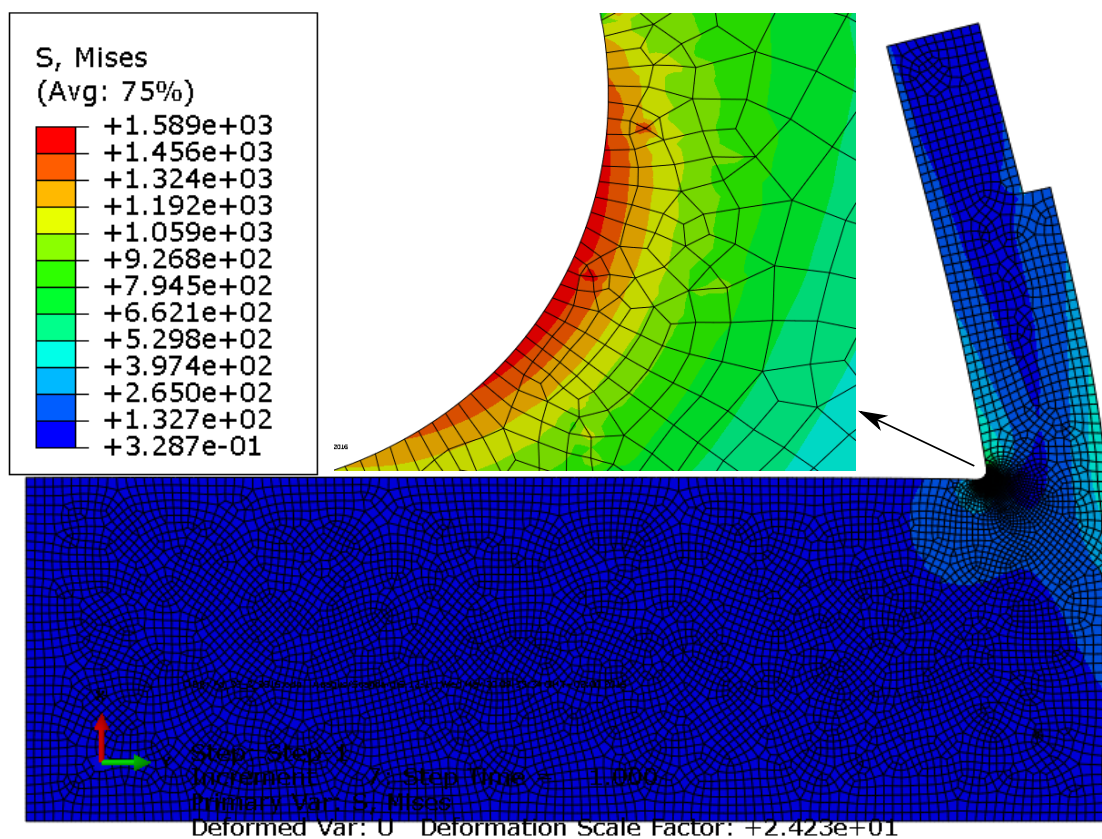 S, Mises
(Avg: 75%)
+1.589e+03
+1.456e+03
+1.324e+03
+1.192e+03
+1.059e+03
+9.268e+02
+7.945e+02
+6.621e+02
+5.298e+02
+3.974e+02
+2.650e+02
+1.327e+02
+3.287e-01
2016
Y
Step: Step-1
Increment 7: Step Time = 1.000
Primary Var: S, Mises
Deformed Var: U Deformation Scale Factor: +2.423e+01